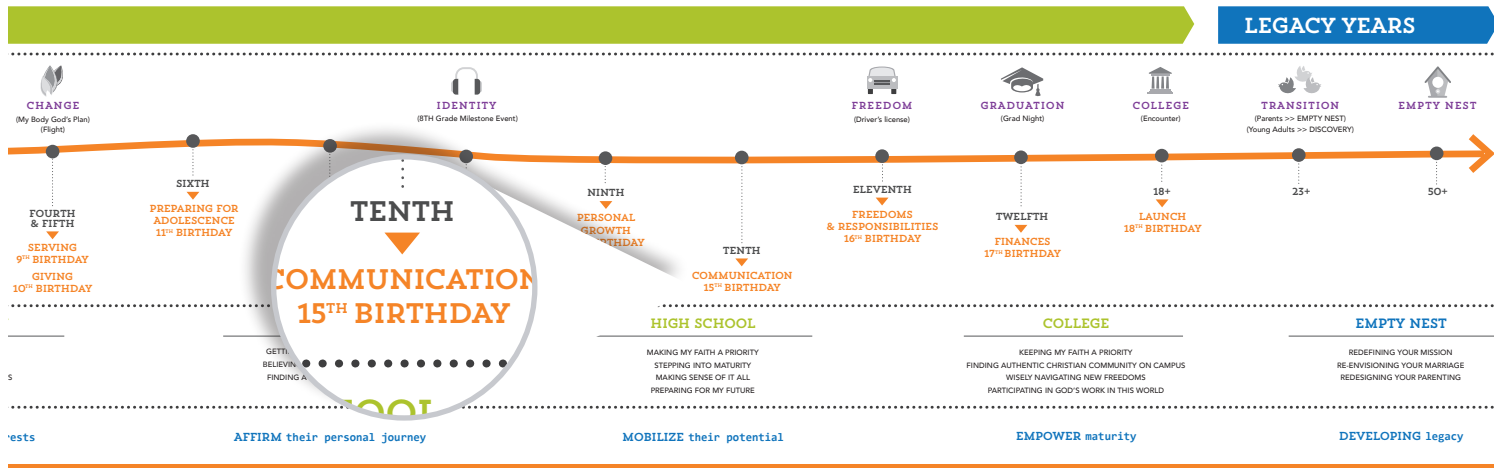 LEGACY YEARS
CHANGE
(My Body God's Plan)
(Flight)
IDENTITY
(8TH Grade Milestone Event)
FREEDOM
(Driver's license)
GRADUATION
(Grad Night)
COLLEGE
(Encounter)
TRANSITION
(Parents >> EMPTY NEST)
(Young Adults >> DISCOVERY)
EMPTY NEST
FOURTH
& FIFTH
SERVING
9TH BIRTHDAY
GIVING
10TH BIRTHDAY
SIXTH
PREPARING FOR
ADOLESCENCE
11TH BIRTHDAY
TENTH
COMMUNICATION
15TH BIRTHDAY
NINTH
PERSONAL
GROWTH
TENTH
COMMUNICATION
15TH BIRTHDAY
ELEVENTH
FREEDOMS
& RESPONSIBILITIES
16TH BIRTHDAY
TWELFTH
FINANCES
17TH BIRTHDAY
18+
LAUNCH
18TH BIRTHDAY
23+
50+
FINDING A
HIGH SCHOOL
MAKING MY FAITH A PRIORITY
STEPPING INTO MATURITY
MAKING SENSE OF IT ALL
PREPARING FOR MY FUTURE
COLLEGE
KEEPING MY FAITH A PRIORITY
FINDING AUTHENTIC CHRISTIAN COMMUNITY ON CAMPUS
WISELY NAVIGATING NEW FREEDOMS
PARTICIPATING IN GOD'S WORK IN THIS WORLD
EMPTY NEST
REDEFINING YOUR MISSION
RE-ENVISIONING YOUR MARRIAGE
REDESIGNING YOUR PARENTING
AFFIRM their personal journey
MOBILIZE their potential
EMPOWER maturity
DEVELOPING legacy